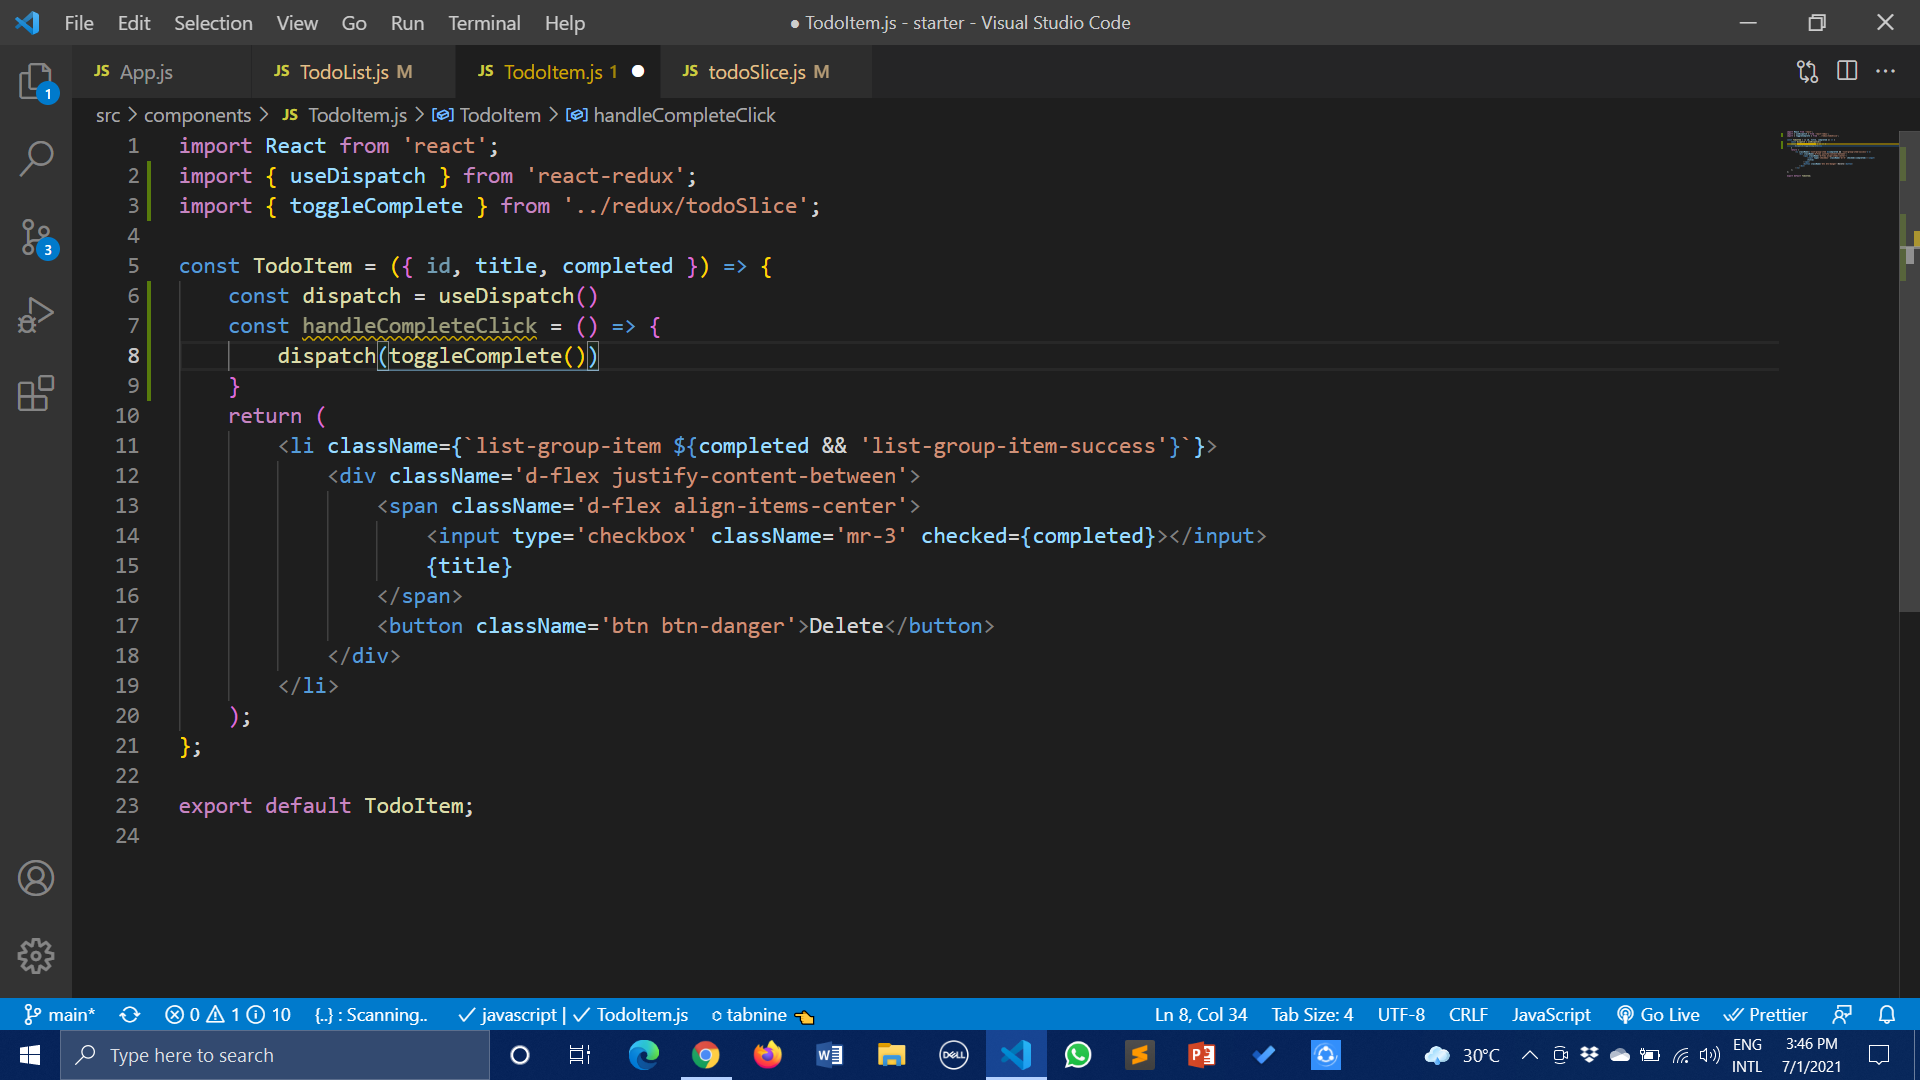 File Edit Selection View Go Run Terminal Help ● TodoItem.js - starter - Visual Studio Code
JS App.js JS TodoList.js M JS TodoItem.js 1 ● JS todoSlice.js M
1
src > components > JS TodoItem.js > TodoItem > handleCompleteClick
1 import React from 'react';
2 import { useDispatch } from 'react-redux';
3 import { toggleComplete } from '../redux/todoSlice';
4
5 const TodoItem = ({ id, title, completed }) => {
6 const dispatch = useDispatch()
7 const handleCompleteClick = () => {
8 dispatch(toggleComplete())
9 }
10 return (
11 <li className={`list-group-item ${completed && 'list-group-item-success'}`}>
12 <div className='d-flex justify-content-between'>
13 <span className='d-flex align-items-center'>
14 <input type='checkbox' className='mr-3' checked={completed}></input>
15 {title}
16 </span>
17 <button className='btn btn-danger'>Delete</button>
18 </div>
19 </li>
20 );
21 };
22
23 export default TodoItem;
24
3
main* 0 1 10 {..} : Scanning.. ✓ javascript | ✓ TodoItem.js tabnine Ln 8, Col 34 Tab Size: 4 UTF-8 CRLF JavaScript Go Live Prettier
Type here to search DELL 30°C ENG INTL 3:46 PM 7/1/2021